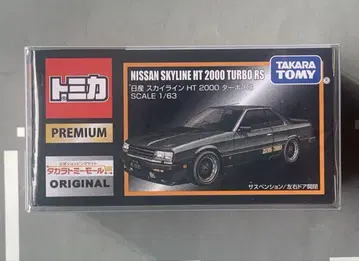 トミカ
PREMIUM
タカラトミーモール
ORIGINAL
NISSAN SKYLINE HT 2000 TURBO RS
日産 スカイライン HT 2000 ターボ RS
SCALE 1/63
TAKARA
TOMY
サスペンション/左右ドア開閉